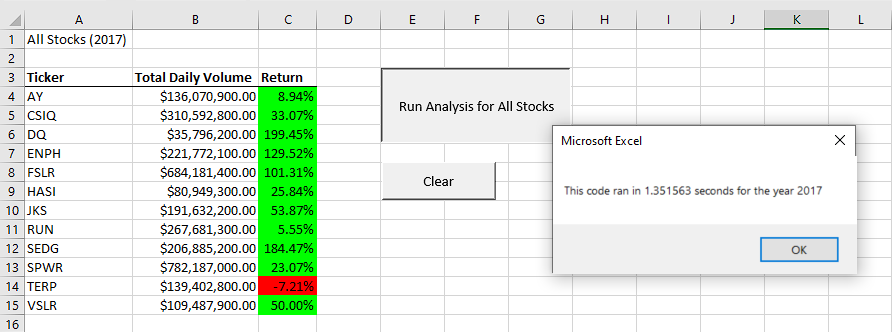 A B C D E F G H I J K L
1 All Stocks (2017)
2
3 Ticker Total Daily Volume Return
4 AY $136,070,900.00 8.94%
5 CSIQ $310,592,800.00 33.07%
6 DQ $35,796,200.00 199.45%
7 ENPH $221,772,100.00 129.52%
8 FSLR $684,181,400.00 101.31%
9 HASI $80,949,300.00 25.84%
10 JKS $191,632,200.00 53.87%
11 RUN $267,681,300.00 5.55%
12 SEDG $206,885,200.00 184.47%
13 SPWR $782,187,000.00 23.07%
14 TERP $139,402,800.00 -7.21%
15 VSLR $109,487,900.00 50.00%
16
Run Analysis for All Stocks
Clear
Microsoft Excel
This code ran in 1.351563 seconds for the year 2017
OK